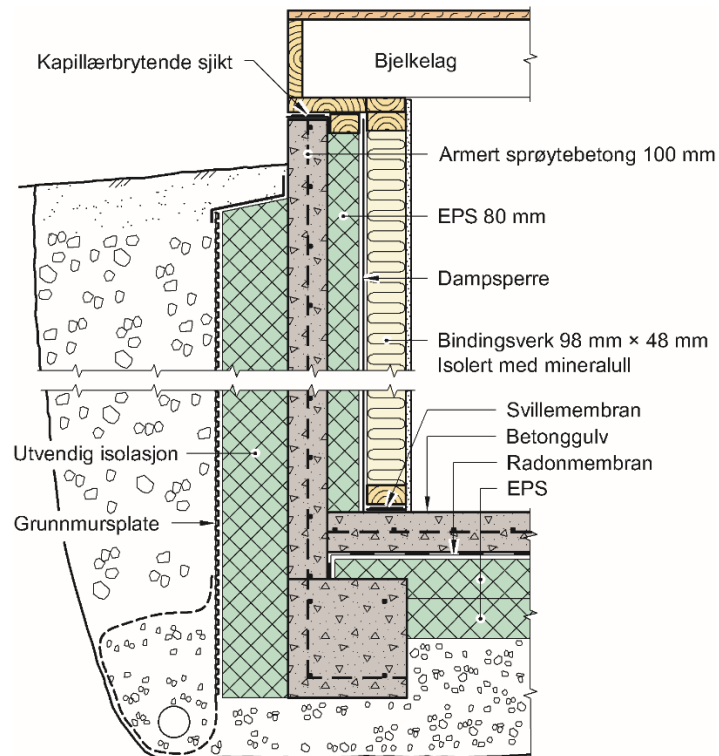 Kapillærbrytende sjikt
Bjelkelag
Armert sprøytebetong 100 mm
EPS 80 mm
Dampsperre
Bindingsverk 98 mm × 48 mm
Isolert med mineralull
Svillemembran
Betonggulv
Radonmembran
EPS
Utvendig isolasjon
Grunnmursplate